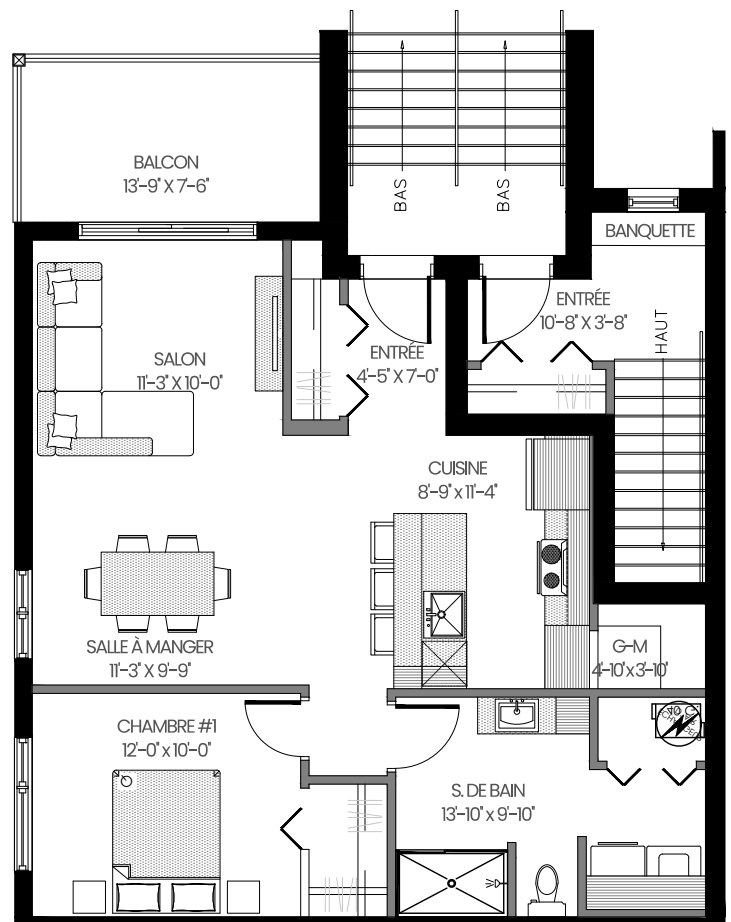 BALCON
13'-9" X 7'-6"
BAS
BAS
BANQUETTE
ENTRÉE
10'-8" X 3'-8"
HAUT
SALON
11'-3" X 10'-0"
ENTRÉE
4'-5" X 7'-0"
CUISINE
8'-9" x 11'-4"
SALLE À MANGER
11'-3" X 9'-9"
G-M
4'-10"x3'-10"
CHAMBRE #1
12'-0" x 10'-0"
S. DE BAIN
13'-10" x 9'-10"